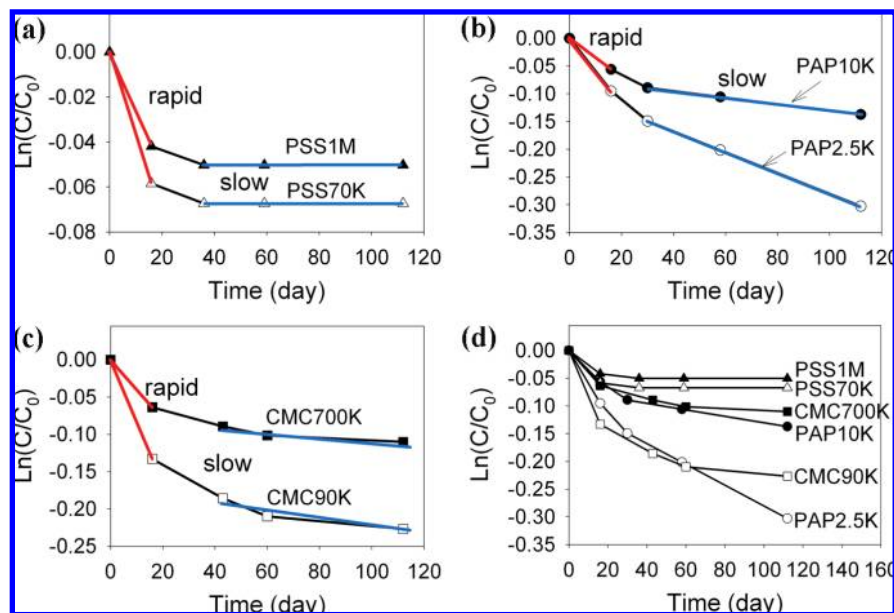 (a)
0.00
-0.02
-0.04
-0.06
-0.08
Ln(C/C0)
rapid
PSS1M
slow
PSS70K
0 20 40 60 80 100 120
Time (day)
(b)
0.00
-0.05
-0.10
-0.15
-0.20
-0.25
-0.30
-0.35
Ln(C/C0)
rapid
slow
PAP10K
PAP2.5K
0 20 40 60 80 100 120
Time (day)
(c)
0.00
-0.05
-0.10
-0.15
-0.20
-0.25
Ln(C/C0)
rapid
CMC700K
slow
CMC90K
0 20 40 60 80 100 120
Time (day)
(d)
0.00
-0.05
-0.10
-0.15
-0.20
-0.25
-0.30
-0.35
Ln(C/C0)
PSS1M
PSS70K
CMC700K
PAP10K
CMC90K
PAP2.5K
0 20 40 60 80 100 120 140 160
Time (day)